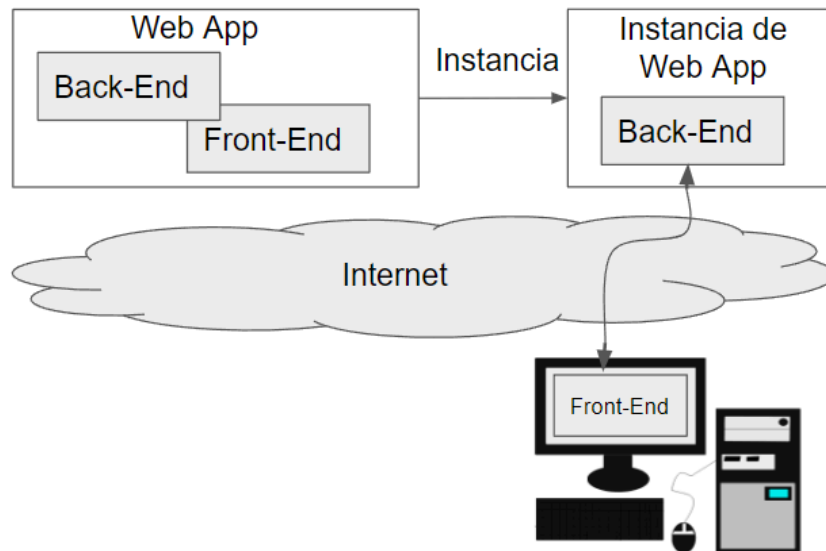 Web App
Back-End
Front-End
Instancia
Instancia de
Web App
Back-End
Internet
Front-End